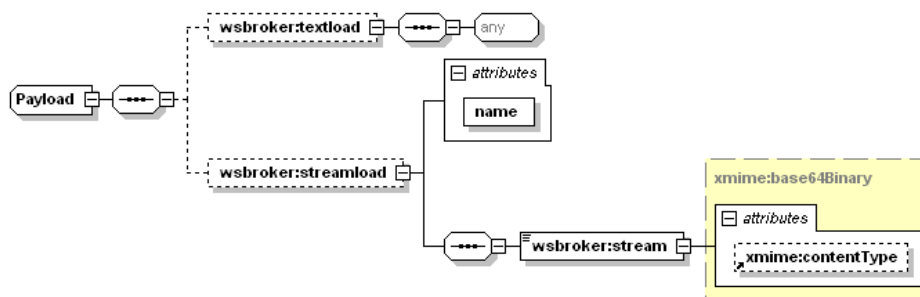 wsbroker:textload
any
attributes
Payload
name
wsbroker:streamload
xmime:base64Binary
attributes
wsbroker:stream
xmime:contentType